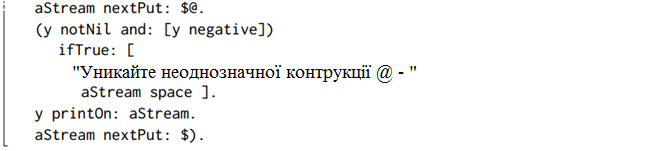 aStream nextPut: $@.
(y notNil and: [y negative])
ifTrue: [
"Уникайте неоднозначної контрукції @ - "
aStream space ].
y printOn: aStream.
aStream nextPut: $).